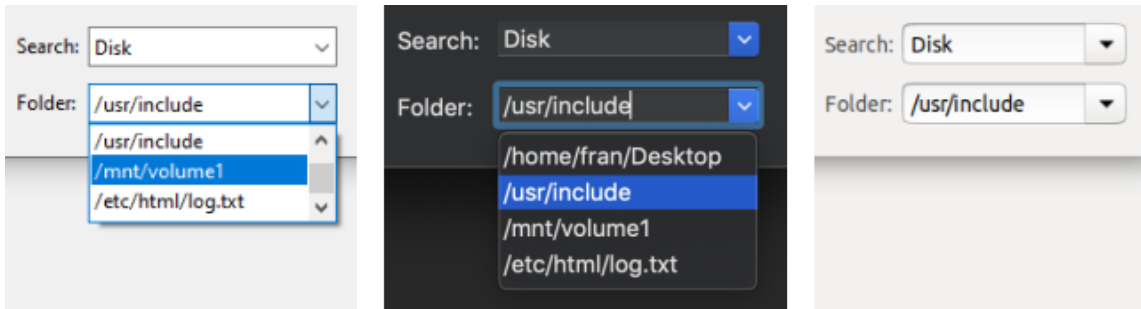 Search: Disk
Folder: /usr/include
/usr/include
/mnt/volume1
/etc/html/log.txt
Search: Disk
Folder: /usr/include
/home/fran/Desktop
/usr/include
/mnt/volume1
/etc/html/log.txt
Search: Disk
Folder: /usr/include